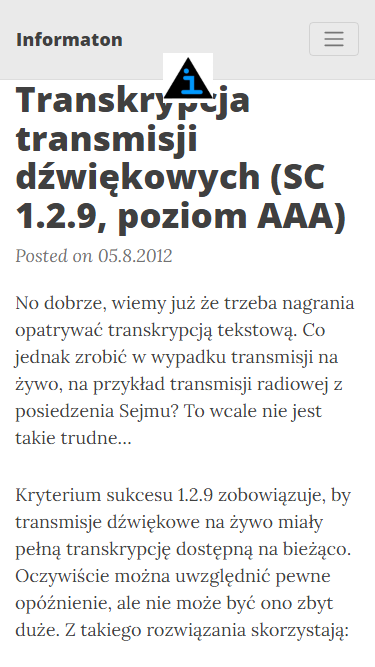 Informaton
Transkrypcja
transmisji
dźwiękowych (SC
1.2.9, poziom AAA)
Posted on 05.8.2012
No dobrze, wiemy już że trzeba nagrania
opatrywać transkrypcją tekstową. Co
jednak zrobić w wypadku transmisji na
żywo, na przykład transmisji radiowej z
posiedzenia Sejmu? To wcale nie jest
takie trudne…
Kryterium sukcesu 1.2.9 zobowiązuje, by
transmisje dźwiękowe na żywo miały
pełną transkrypcję dostępną na bieżąco.
Oczywiście można uwzględnić pewne
opóźnienie, ale nie może być ono zbyt
duże. Z takiego rozwiązania skorzystają: